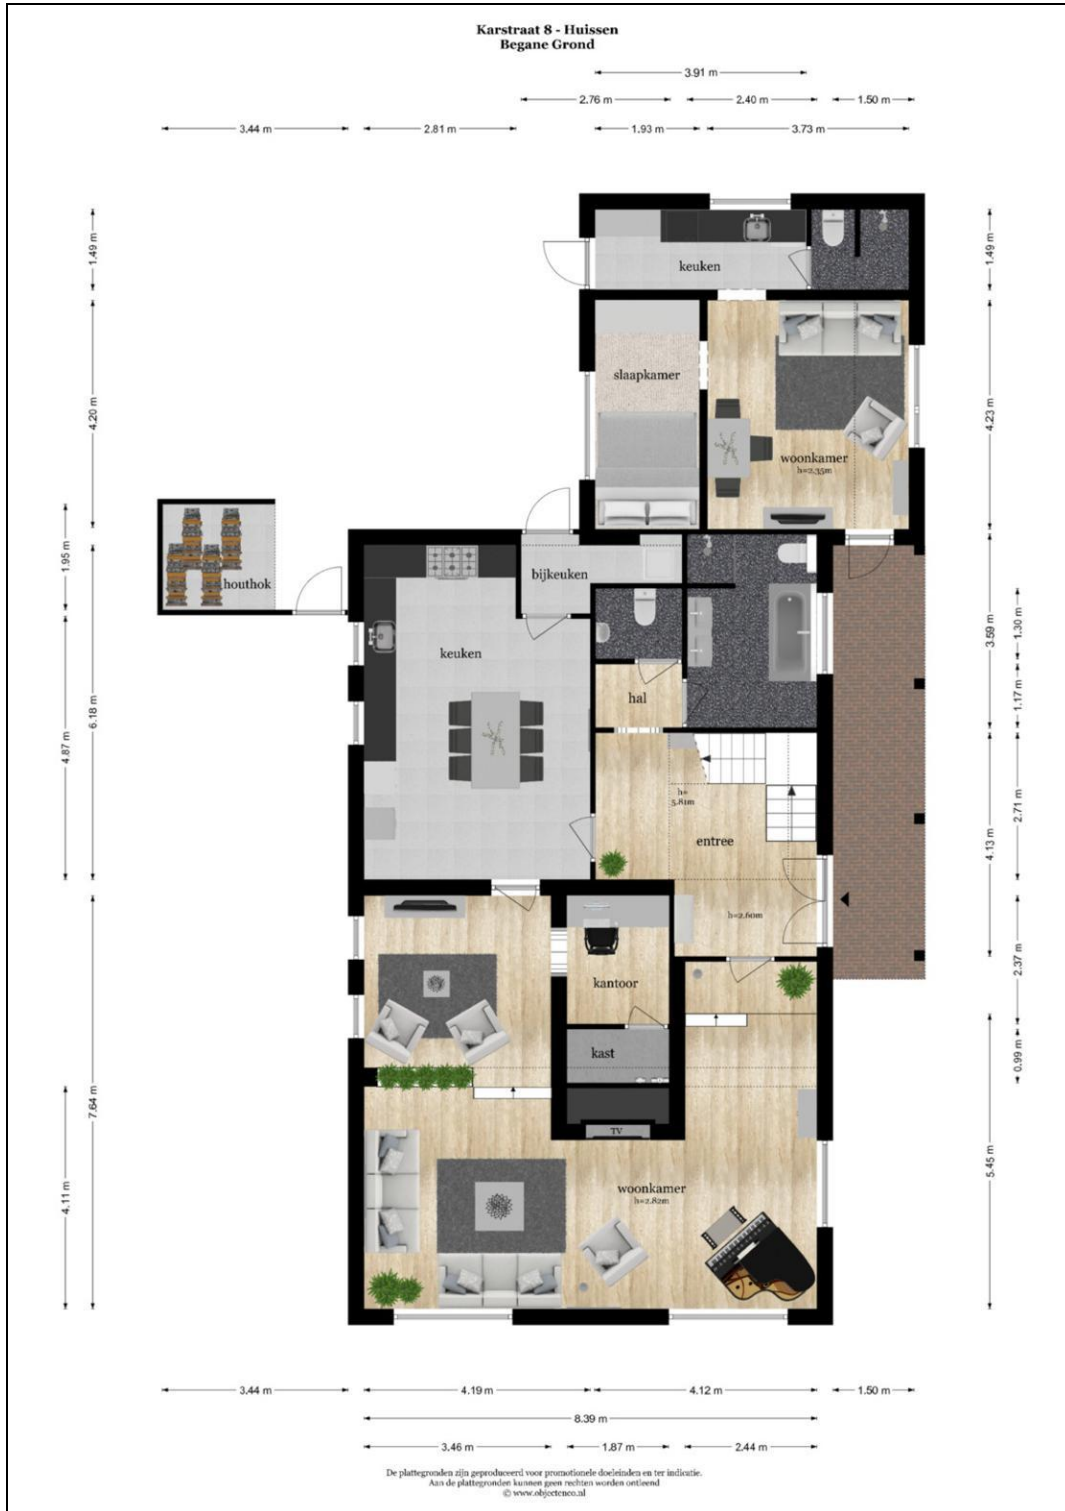 Karstraat 8 - Huissen
Begane Grond
3.91 m
2.76 m
2.40 m
1.50 m
3.44 m
2.81 m
1.93 m
3.73 m
1.49 m
1.49 m
keuken
slaapkamer
4.20 m
4.23 m
woonkamer
h=2.35m
1.95 m
houthok
bijkeuken
3.59 m
1.30 m
keuken
hal
1.17 m
6.18 m
4.87 m
h=
5.81m
2.71 m
entree
4.13 m
h=2.60m
2.37 m
kantoor
kast
0.99 m
7.64 m
TV
4.11 m
woonkamer
h=2.82m
5.45 m
3.44 m
4.19 m
4.12 m
1.50 m
8.39 m
3.46 m
1.87 m
2.44 m
De plattegronden zijn geproduceerd voor promotionele doeleinden en ter indicatie.
Aan de plattegronden kunnen geen rechten worden ontleend
© www.objectenco.nl